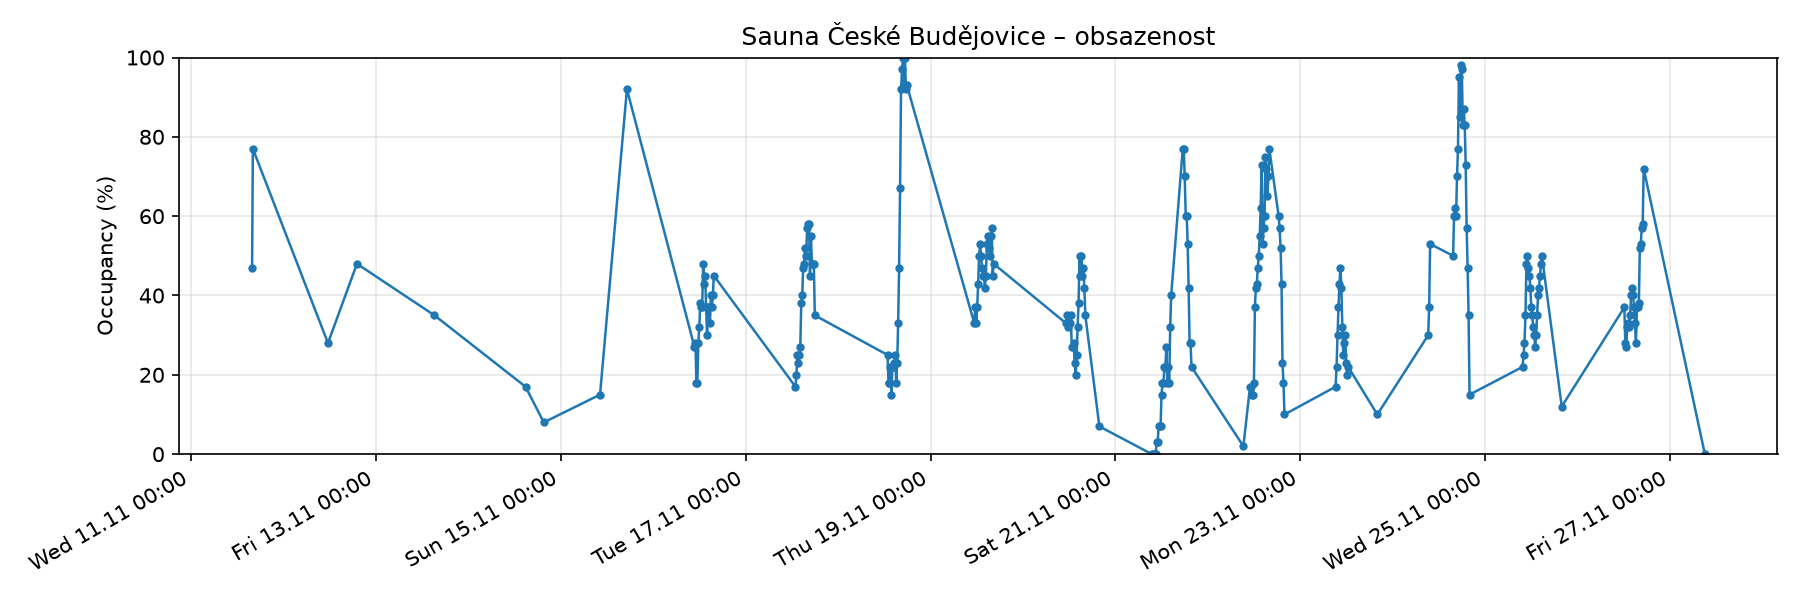 Sauna České Budějovice – obsazenost
Occupancy (%)
100
80
60
40
20
0
Wed 11.11 00:00
Fri 13.11 00:00
Sun 15.11 00:00
Tue 17.11 00:00
Thu 19.11 00:00
Sat 21.11 00:00
Mon 23.11 00:00
Wed 25.11 00:00
Fri 27.11 00:00